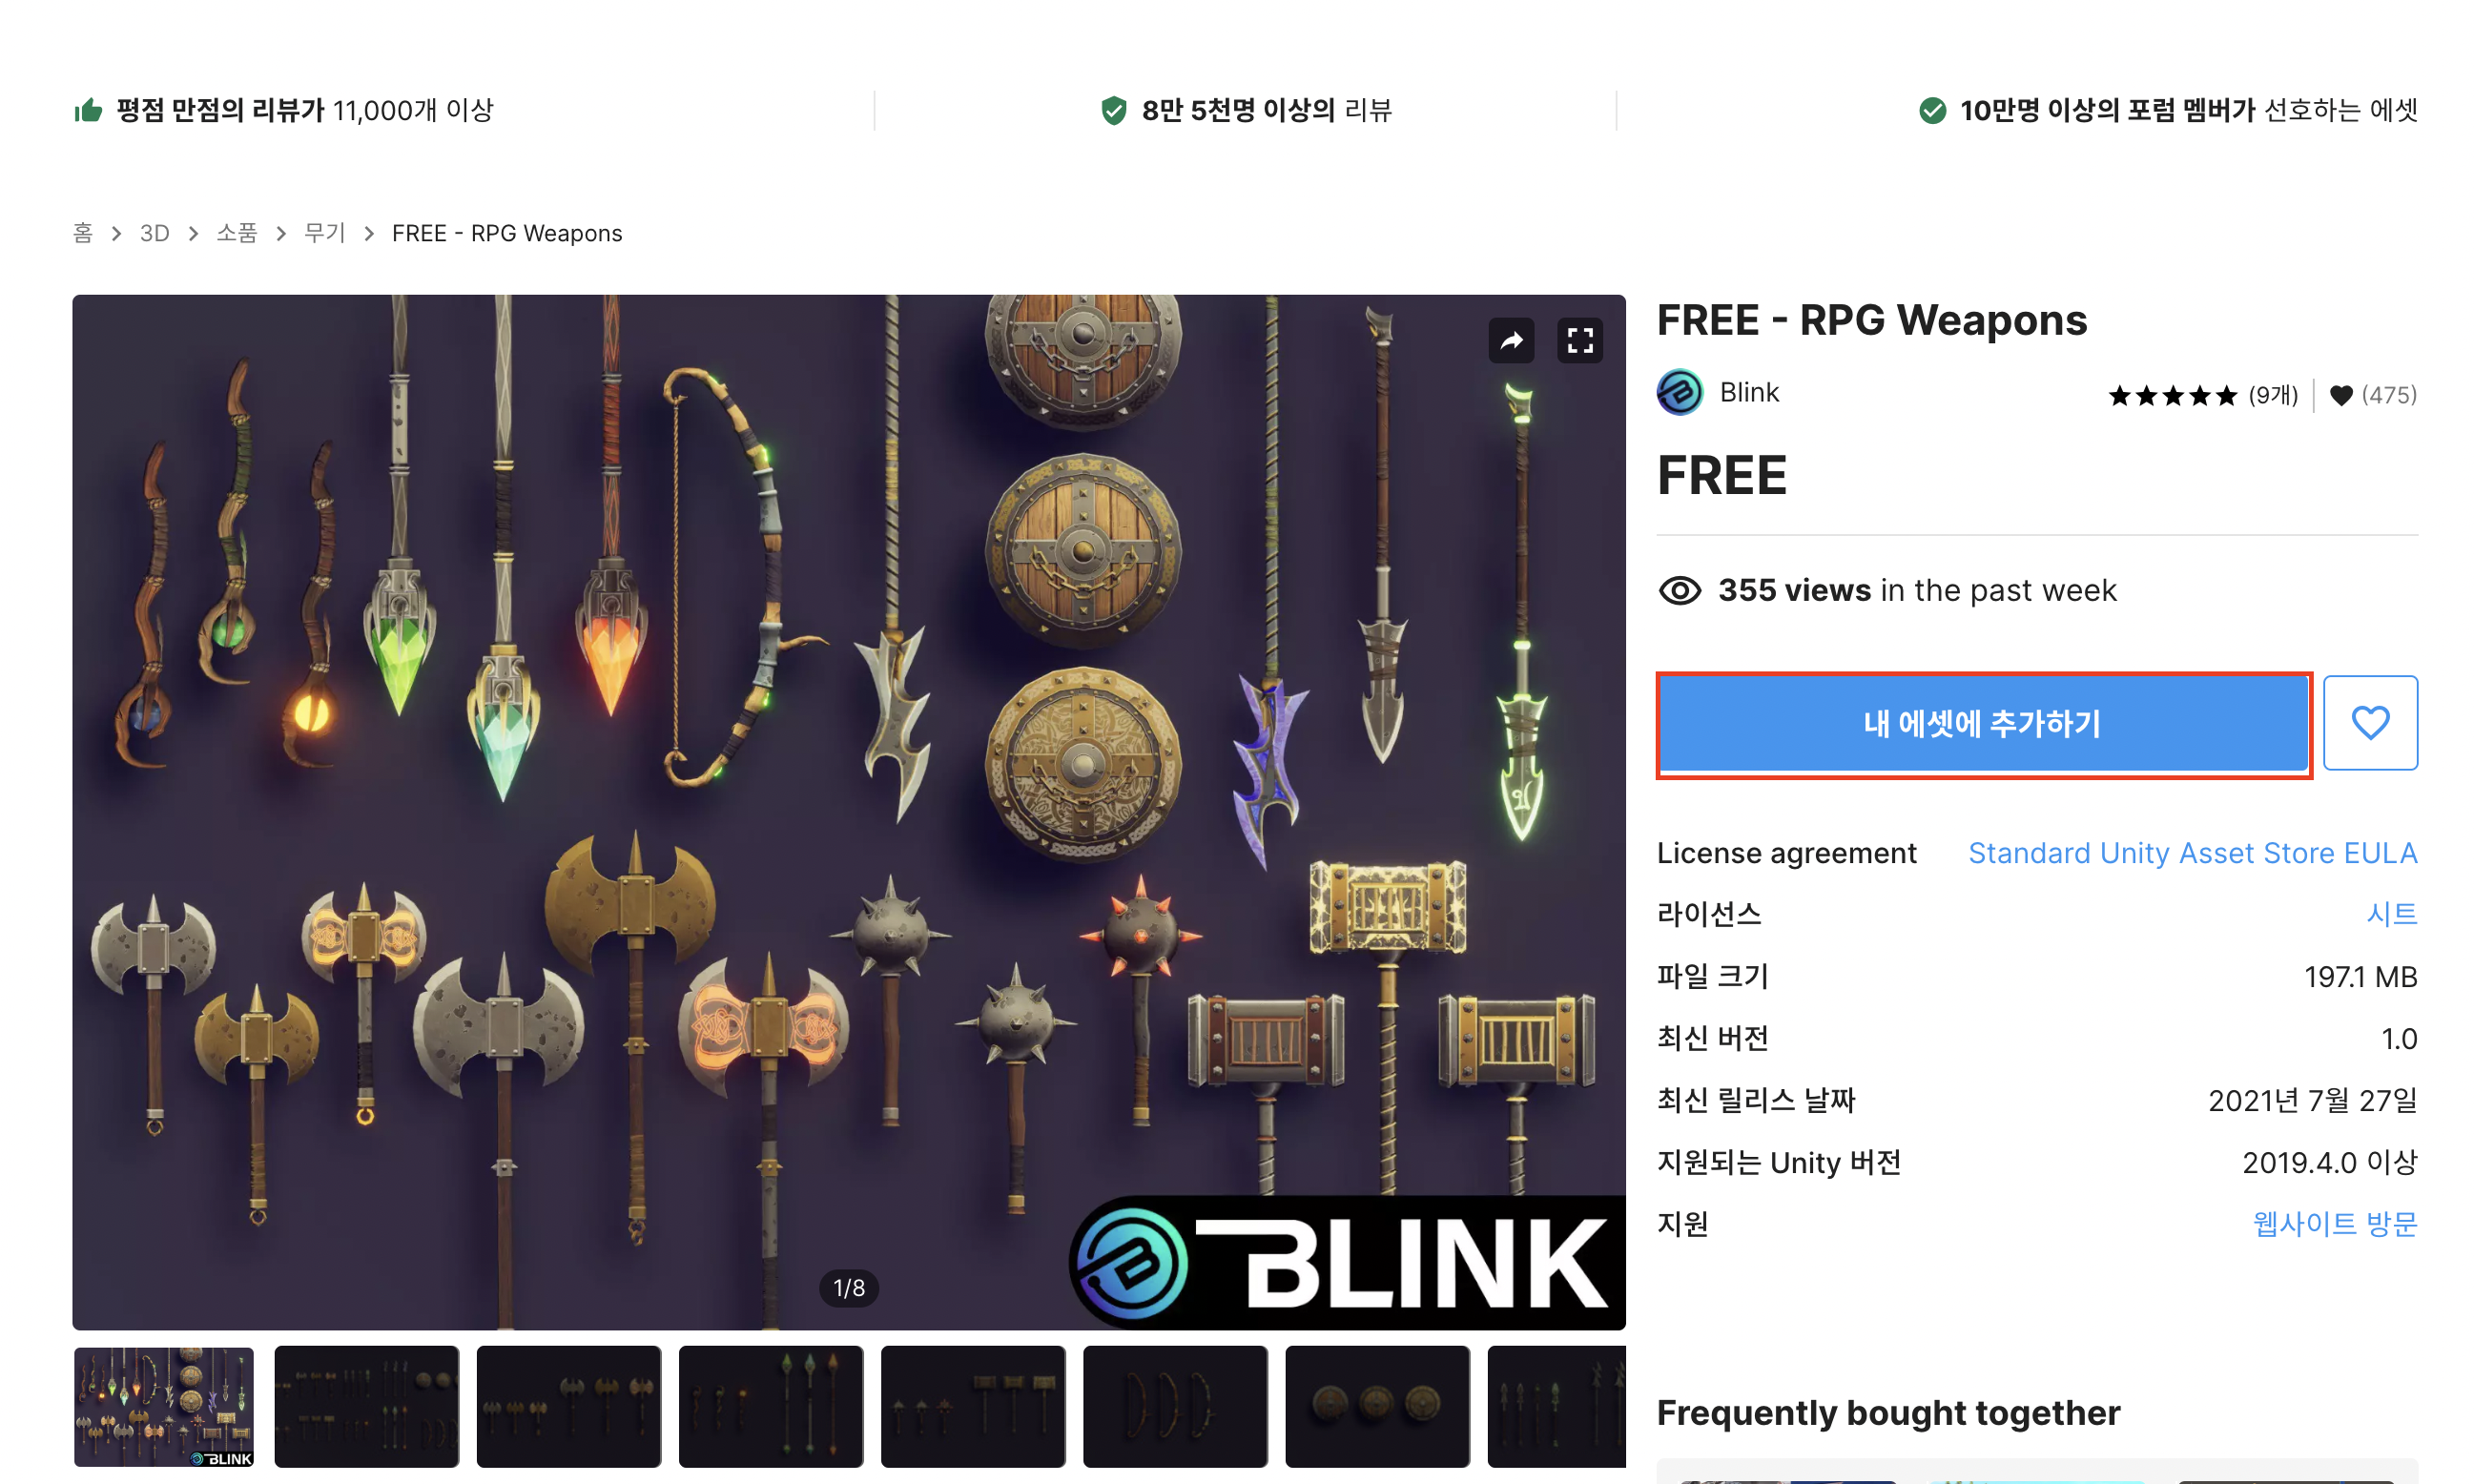 평점 만점의 리뷰가 11,000개 이상
8만 5천명 이상의 리뷰
10만명 이상의 포럼 멤버가 선호하는 에셋
홈 > 3D > 소품 > 무기 > FREE - RPG Weapons
FREE - RPG Weapons
Blink
(9개)
(475)
FREE
355 views in the past week
내 에셋에 추가하기
License agreement Standard Unity Asset Store EULA
라이선스 시트
파일 크기 197.1 MB
최신 버전 1.0
최신 릴리스 날짜 2021년 7월 27일
지원되는 Unity 버전 2019.4.0 이상
지원 웹사이트 방문
BLINK
1/8
BLINK
Frequently bought together